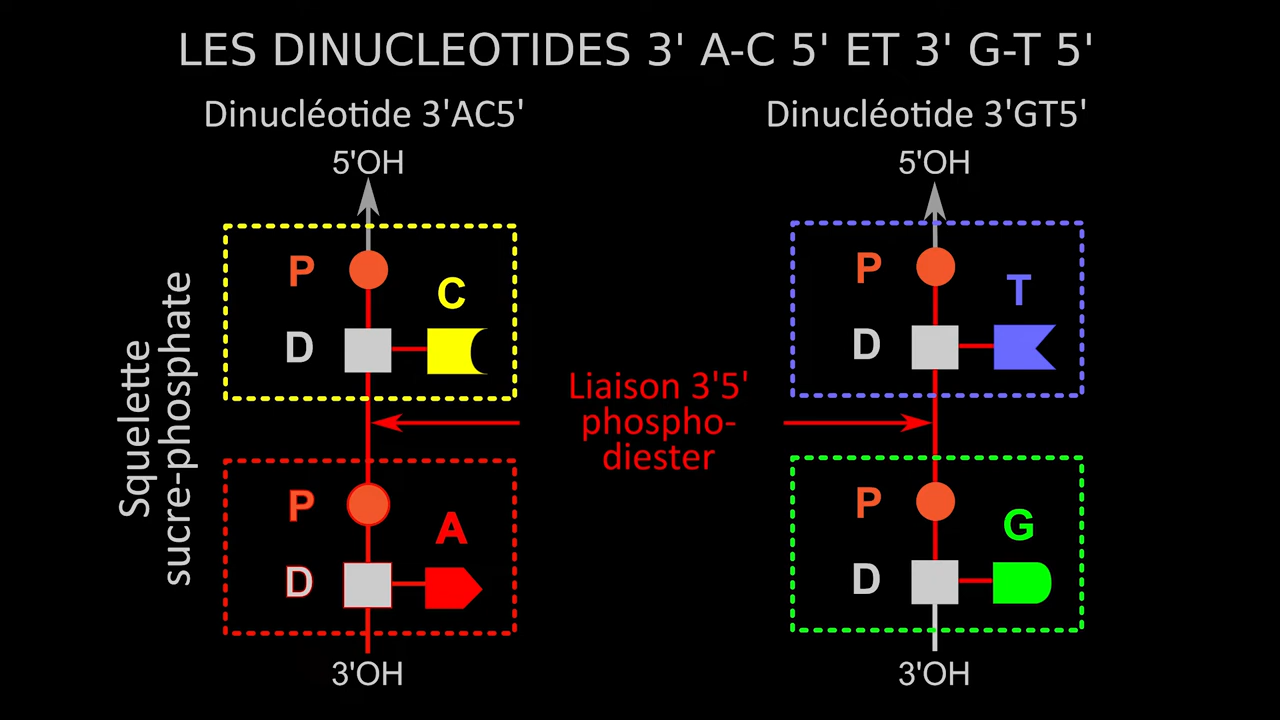 LES DINUCLEOTIDES 3' A-C 5' ET 3' G-T 5'
Dinucléotide 3'AC5'
5'OH
P
C
D
P
A
D
3'OH
Squelette
sucre-phosphate
Liaison 3'5'
phospho-
diester
Dinucléotide 3'GT5'
5'OH
P
T
D
P
G
D
3'OH